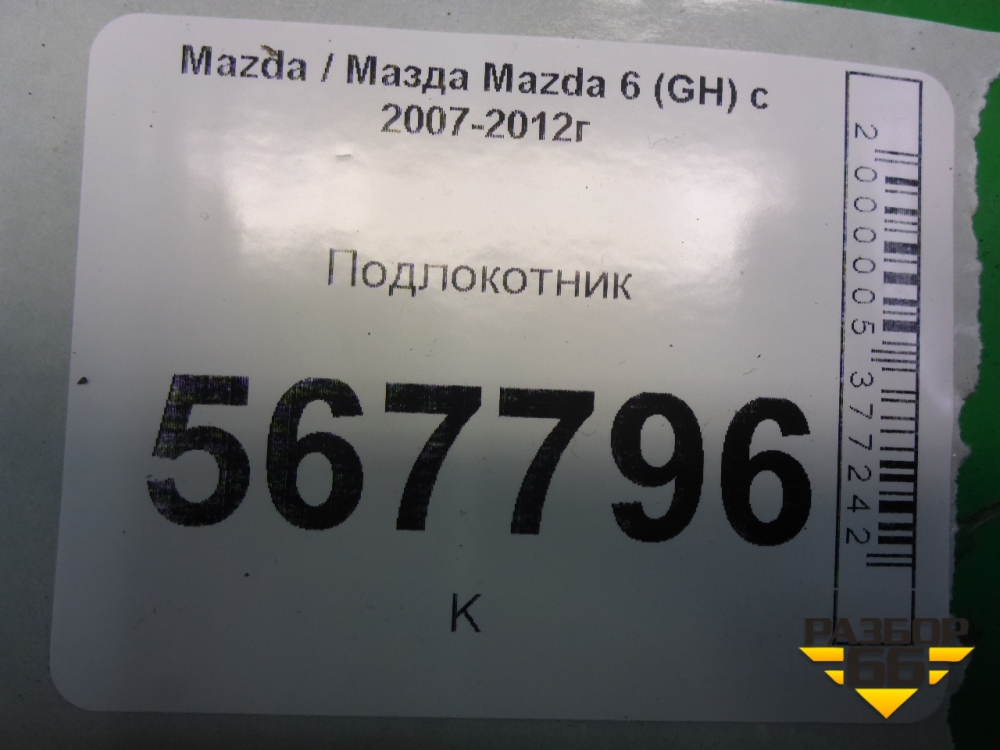 Mazda / Мазда Mazda 6 (GH) с
2007-2012г
Подлокотник
567796
К
2000005377242
РАЗБОР
66